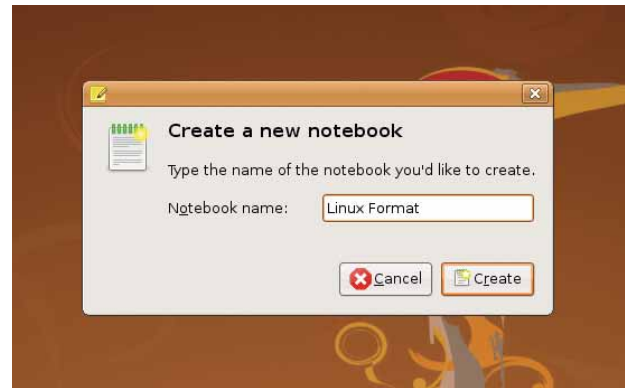 Create a new notebook
Type the name of the notebook you'd like to create.
Notebook name: Linux Format
Cancel Create